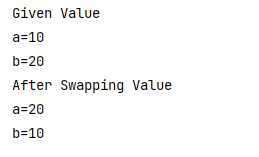 Given Value
a=10
b=20
After Swapping Value
a=20
b=10